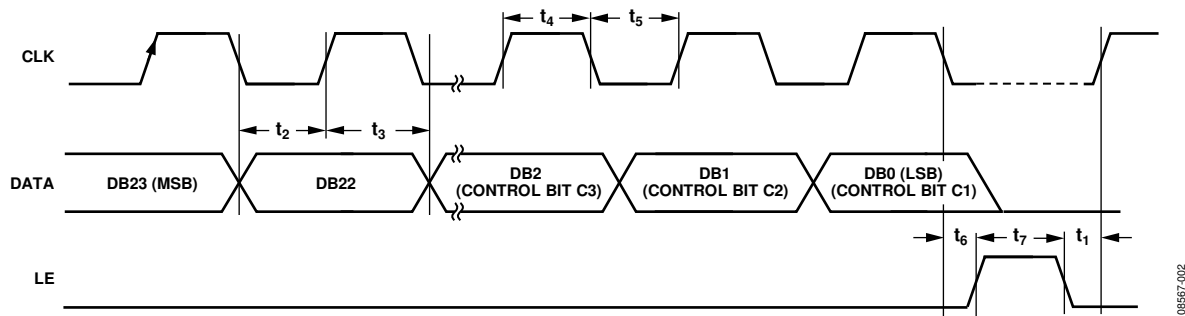 t4
t5
CLK
t2
t3
DATA
DB23 (MSB)
DB22
DB2
(CONTROL BIT C3)
DB1
(CONTROL BIT C2)
DB0 (LSB)
(CONTROL BIT C1)
t6
t7
t1
LE
08567-002